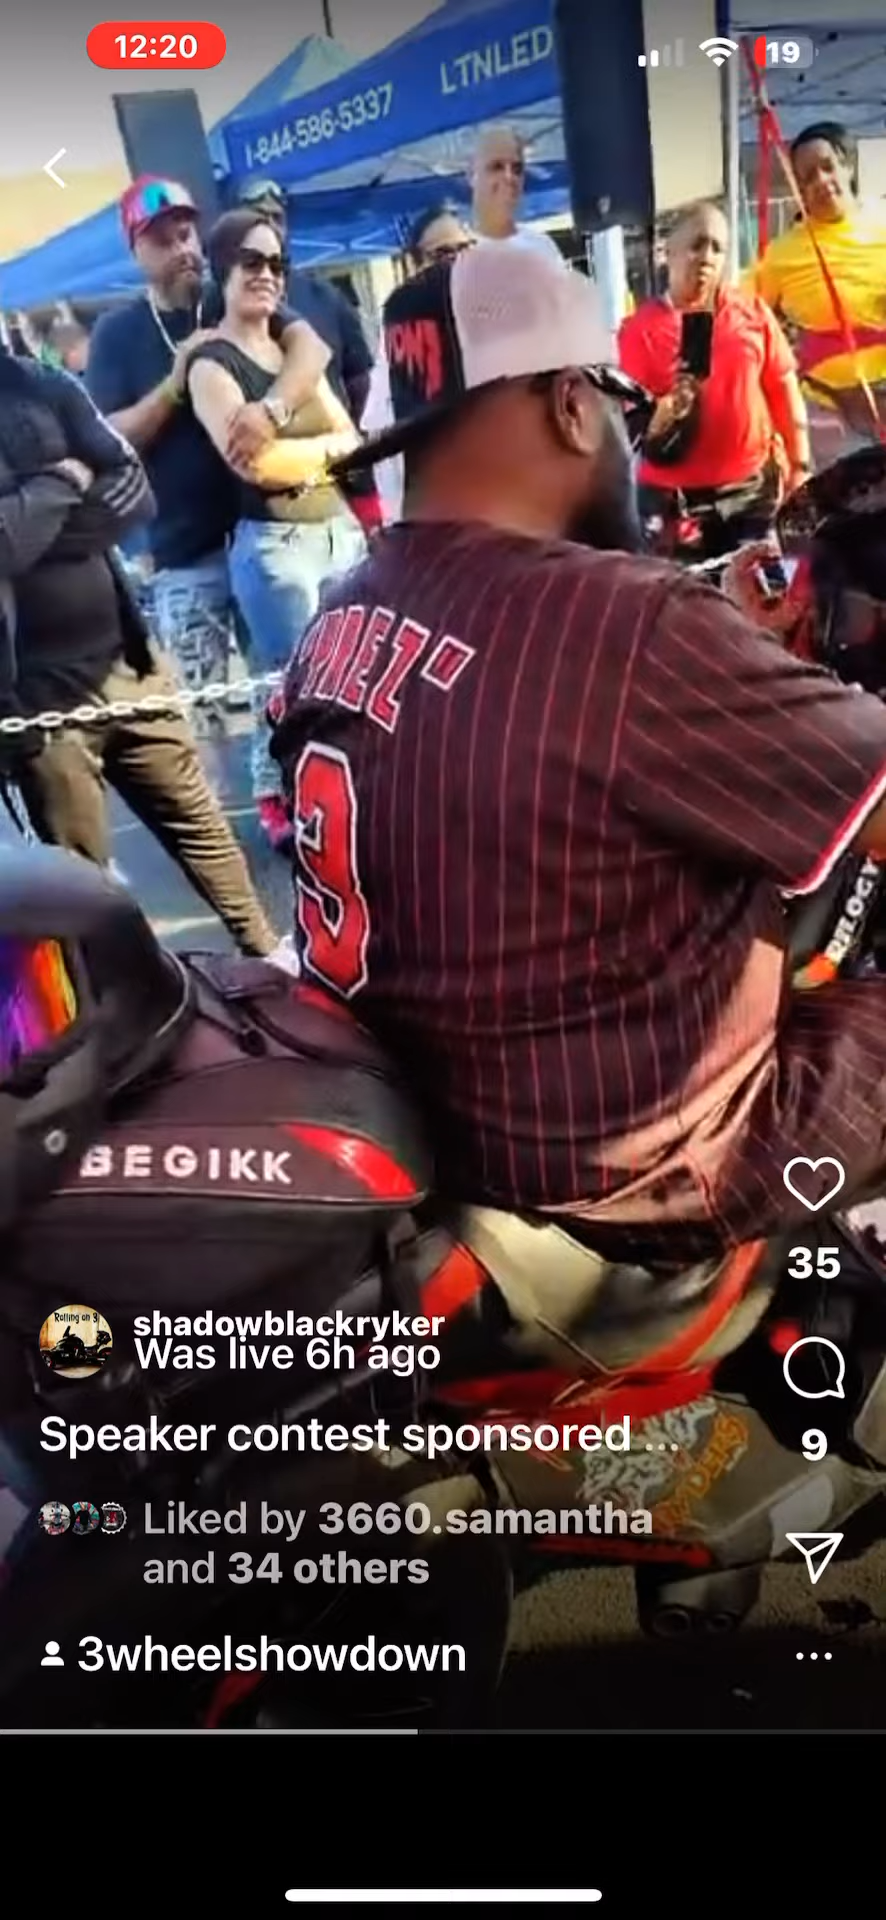 12:20
19
LTNLED
1-844-586-5337
"PREZ"
3
BEGIKK
shadowblackryker
Was live 6h ago
Speaker contest sponsored ...
Liked by 3660.samantha
and 34 others
3wheelshowdown
35
9